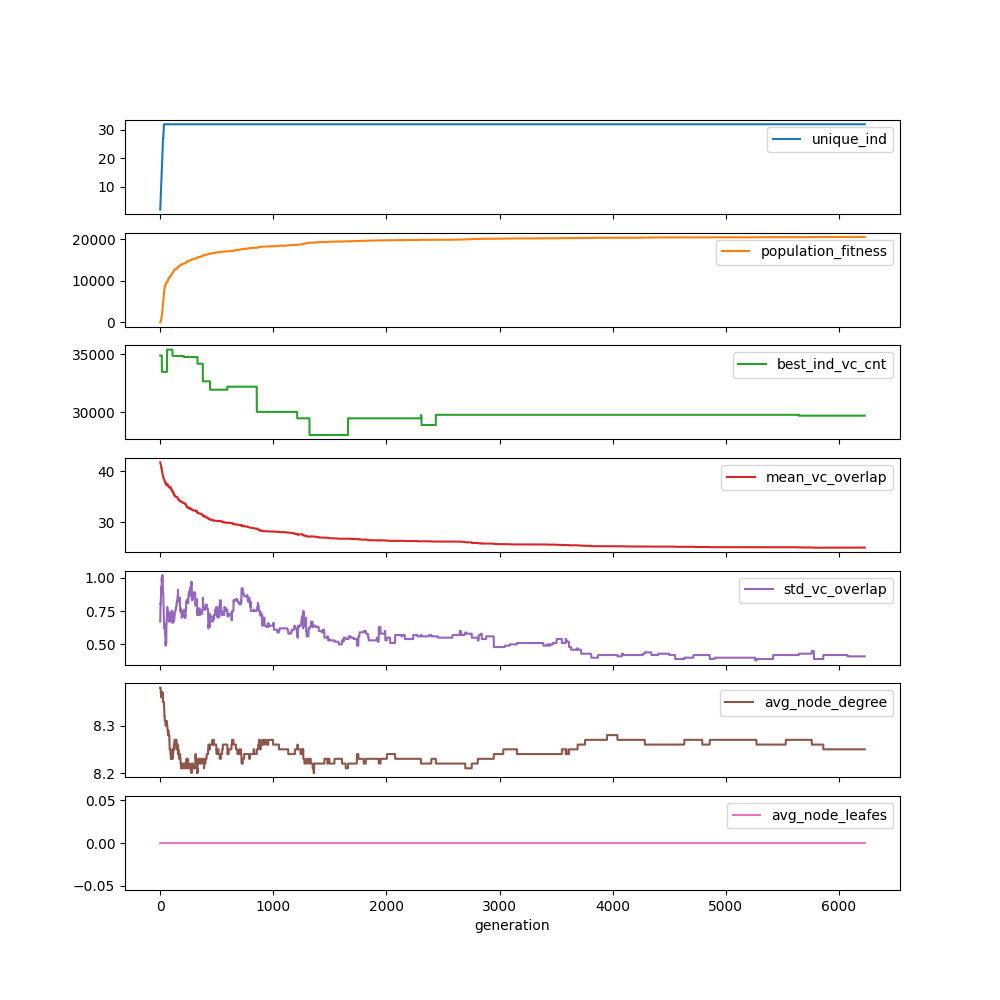 30
20
10
unique_ind
20000
10000
0
population_fitness
35000
30000
best_ind_vc_cnt
40
30
mean_vc_overlap
1.00
0.75
0.50
std_vc_overlap
8.3
8.2
avg_node_degree
0.05
0.00
−0.05
avg_node_leafes
0 1000 2000 3000 4000 5000 6000
generation